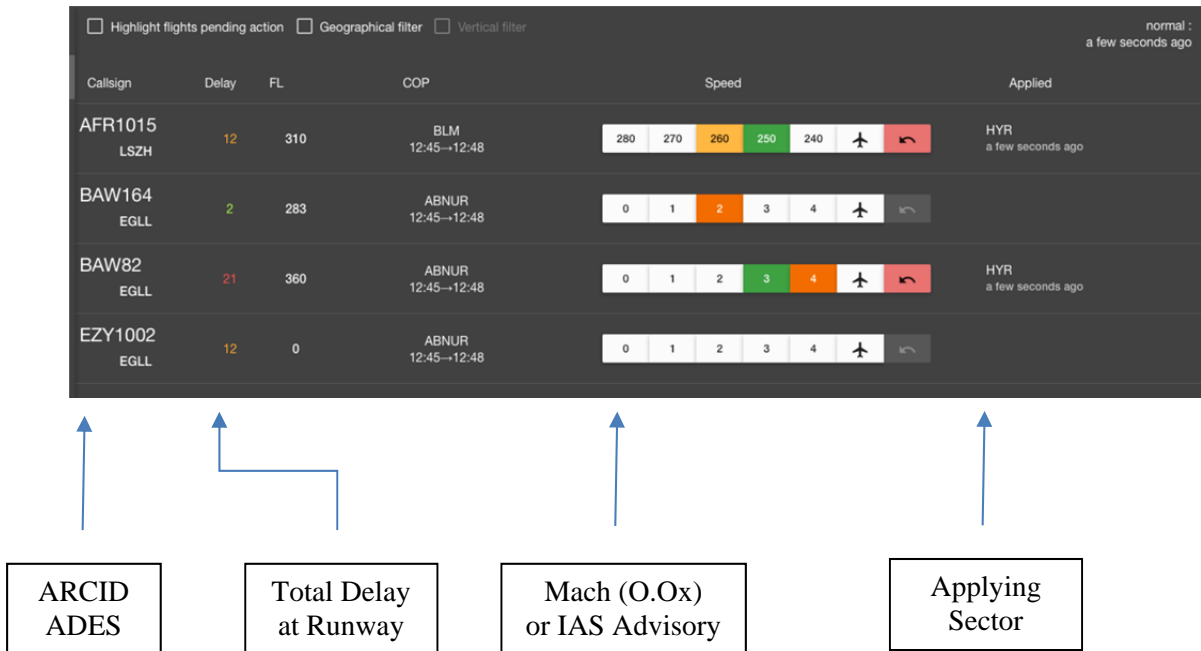 Highlight flights pending action Geographical filter Vertical filter
normal :
a few seconds ago
Callsign Delay FL COP Speed Applied
AFR1015
LSZH
12 310
BLM
12:45→12:48
280 270 260 250 240
HYR
a few seconds ago
BAW164
EGLL
2 283
ABNUR
12:45→12:48
0 1 2 3 4
BAW82
EGLL
21 360
ABNUR
12:45→12:48
0 1 2 3 4
HYR
a few seconds ago
EZY1002
EGLL
12 0
ABNUR
12:45→12:48
0 1 2 3 4
ARCID
ADES
Total Delay
at Runway
Mach (O.Ox)
or IAS Advisory
Applying
Sector